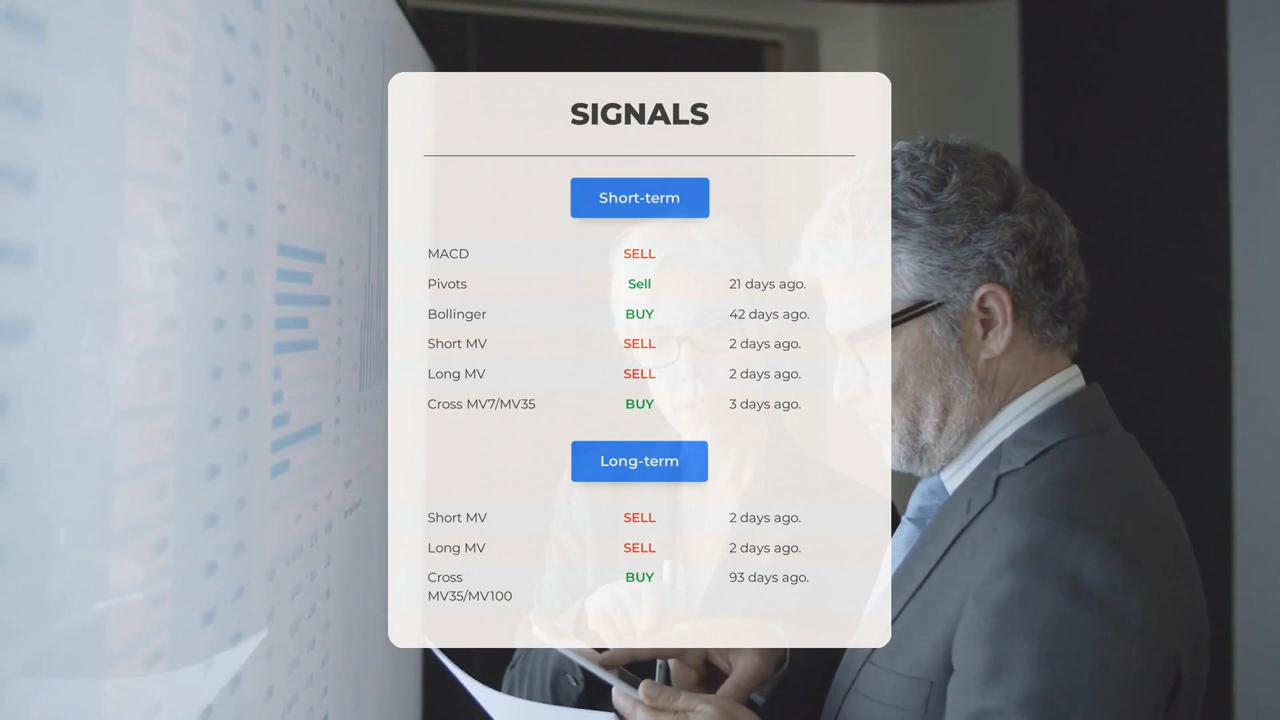 SIGNALS
Short-term
MACD SELL
Pivots Sell 21 days ago.
Bollinger BUY 42 days ago.
Short MV SELL 2 days ago.
Long MV SELL 2 days ago.
Cross MV7/MV35 BUY 3 days ago.
Long-term
Short MV SELL 2 days ago.
Long MV SELL 2 days ago.
Cross BUY 93 days ago.
MV35/MV100